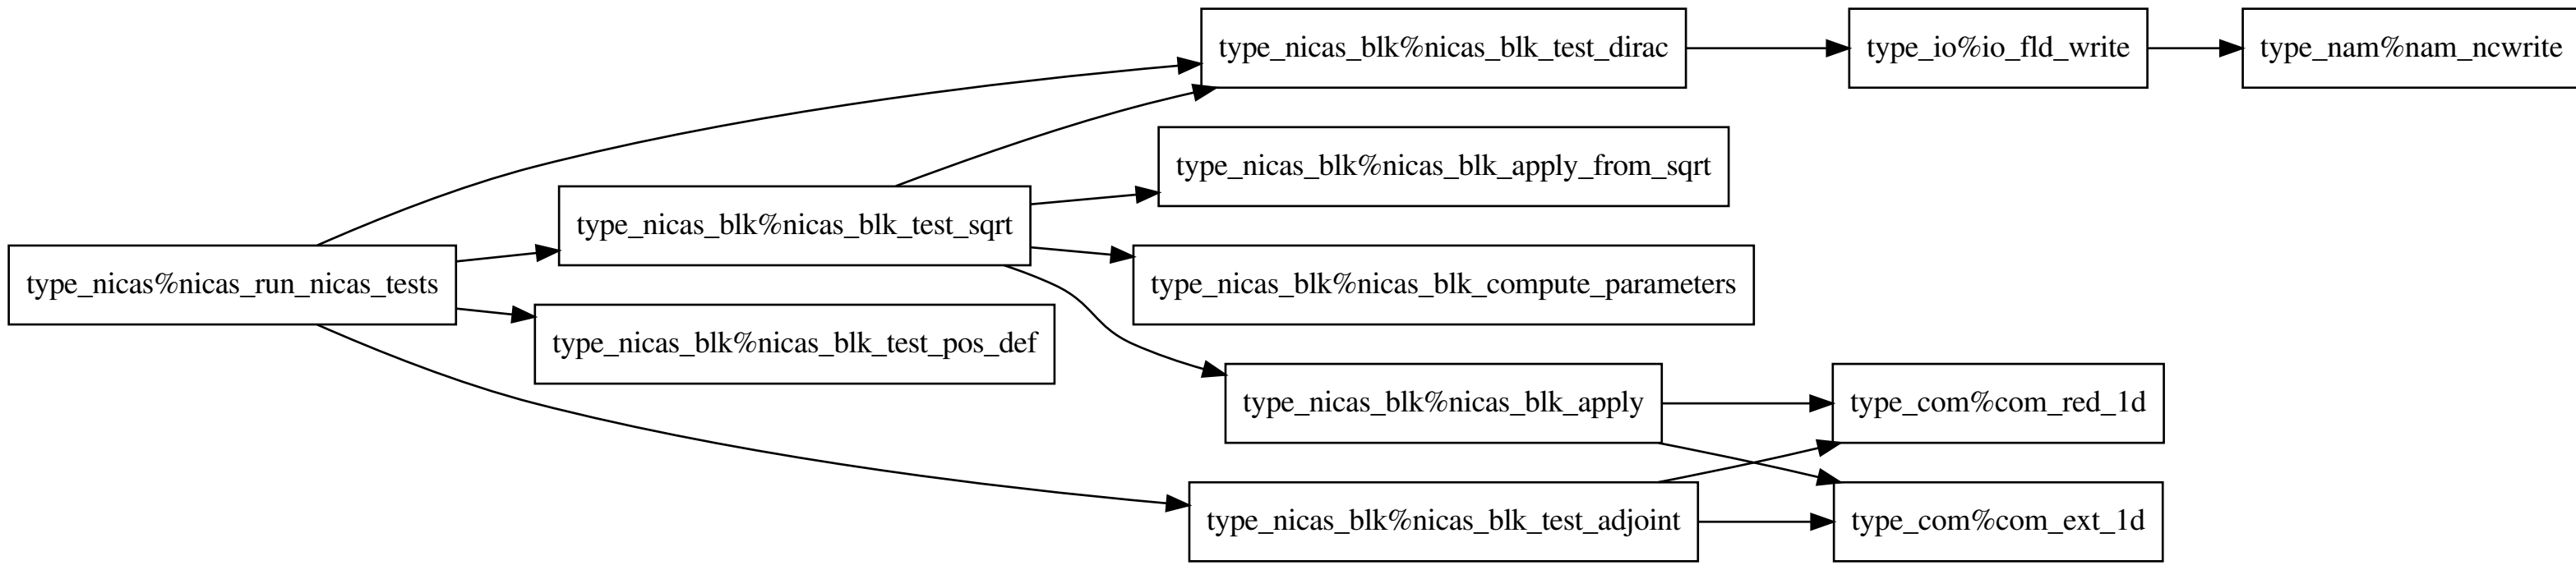 type_nicas_blk%nicas_blk_test_dirac
type_io%io_fld_write
type_nam%nam_ncwrite
type_nicas_blk%nicas_blk_apply_from_sqrt
type_nicas_blk%nicas_blk_test_sqrt
type_nicas%nicas_run_nicas_tests
type_nicas_blk%nicas_blk_compute_parameters
type_nicas_blk%nicas_blk_test_pos_def
type_nicas_blk%nicas_blk_apply
type_com%com_red_1d
type_nicas_blk%nicas_blk_test_adjoint
type_com%com_ext_1d